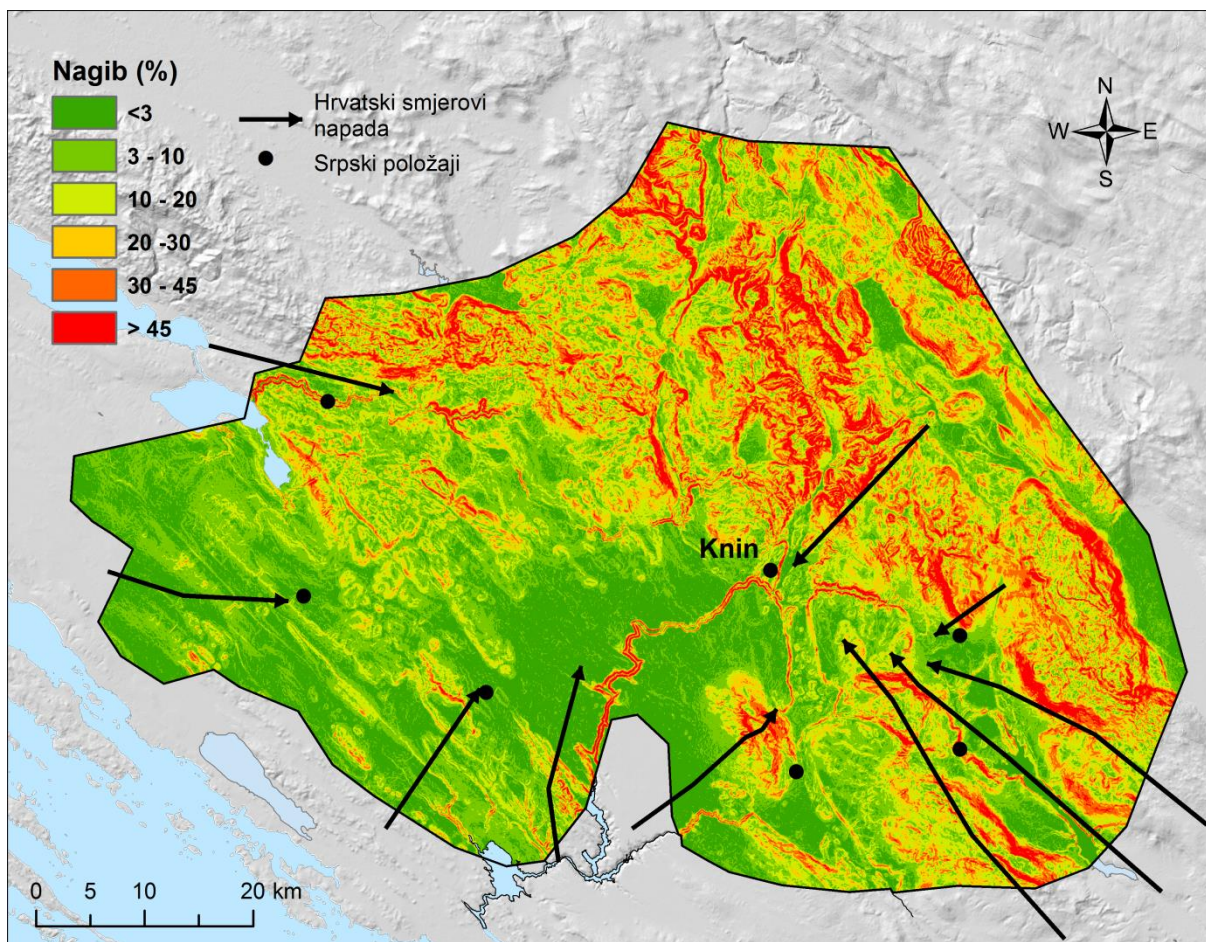 Nagib (%)
<3
3 - 10
10 - 20
20 -30
30 - 45
> 45
Hrvatski smjerovi
napada
Srpski položaji
N
W E
S
Knin
0 5 10 20 km